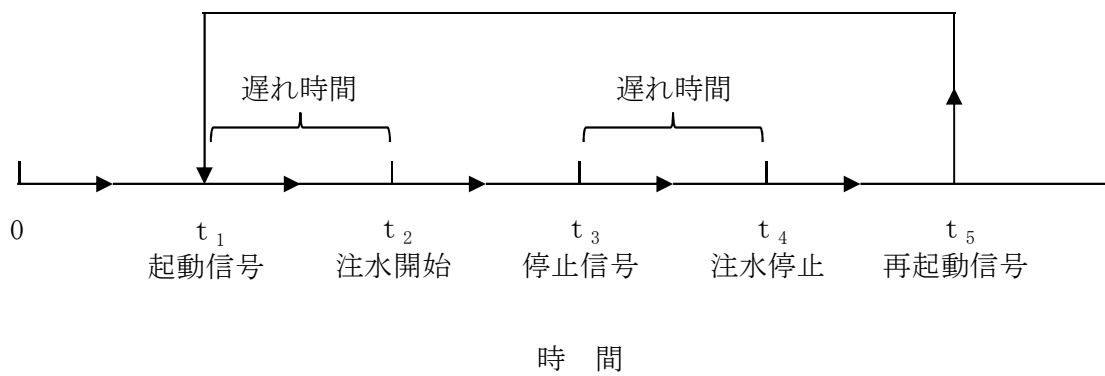 遅れ時間 遅れ時間
0 t₁ t₂ t₃ t₄ t₅
起動信号 注水開始 停止信号 注水停止 再起動信号
時 間